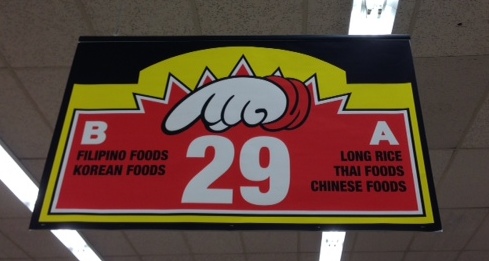 B
FILIPINO FOODS
KOREAN FOODS
29
A
LONG RICE
THAI FOODS
CHINESE FOODS